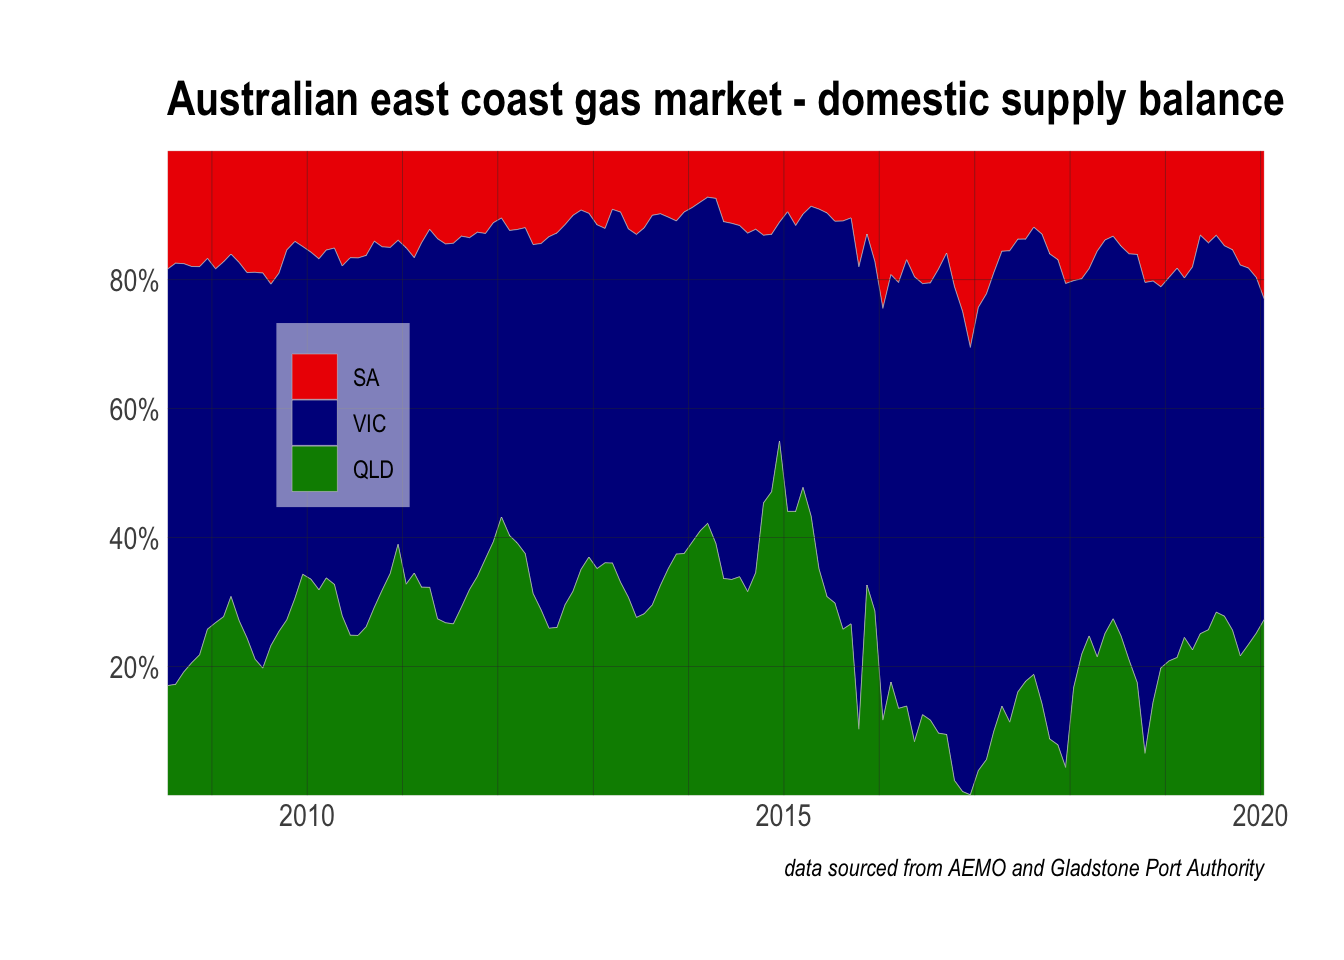 Australian east coast gas market - domestic supply balance
80%
60%
40%
20%
SA
VIC
QLD
2010
2015
2020
data sourced from AEMO and Gladstone Port Authority